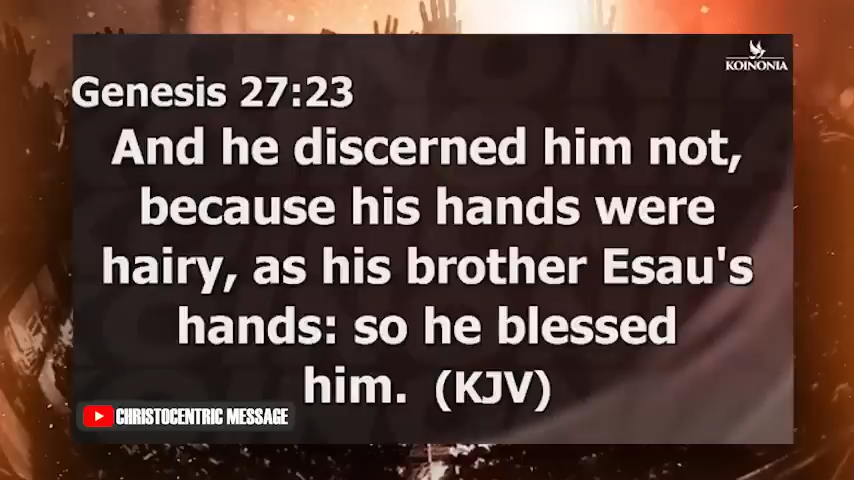 KOINONIA
Genesis 27:23
And he discerned him not,
because his hands were
hairy, as his brother Esau's
hands: so he blessed
him. (KJV)
CHRISTOCENTRIC MESSAGE